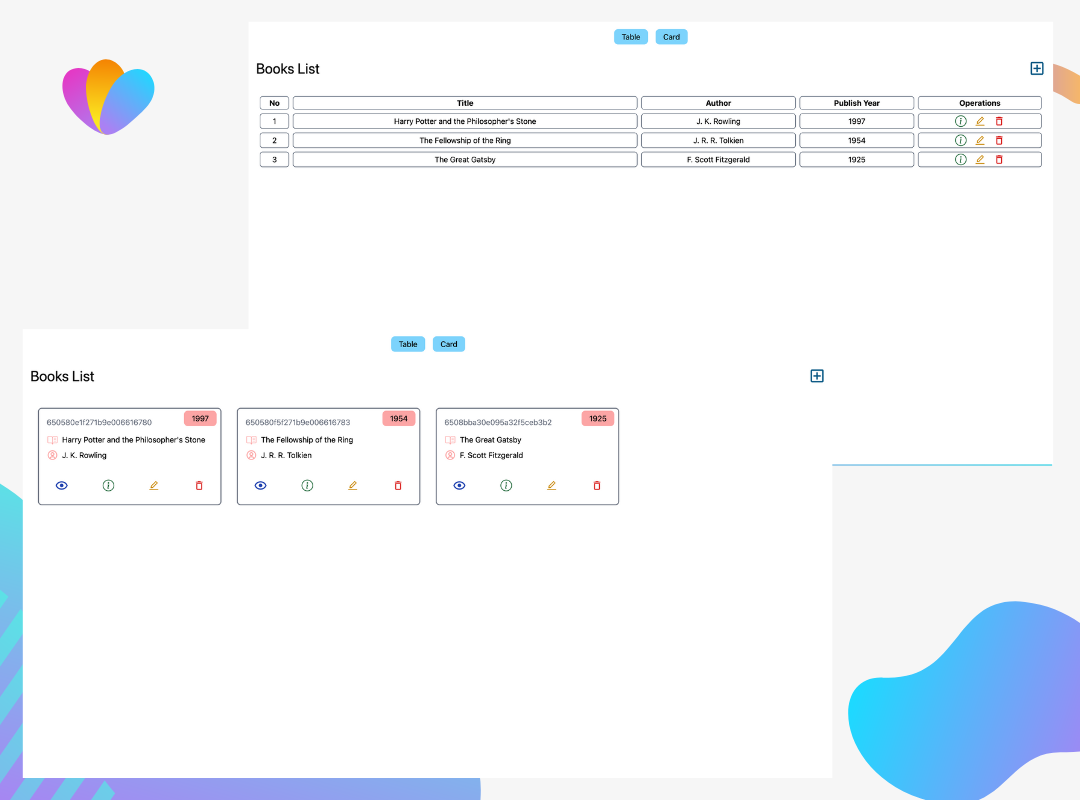 Table Card
Books List
No Title Author Publish Year Operations
1 Harry Potter and the Philosopher's Stone J. K. Rowling 1997
2 The Fellowship of the Ring J. R. R. Tolkien 1954
3 The Great Gatsby F. Scott Fitzgerald 1925
Table Card
Books List
650580e1f271b9e006616780 1997
Harry Potter and the Philosopher's Stone
J. K. Rowling
650580f5f271b9e006616783 1954
The Fellowship of the Ring
J. R. R. Tolkien
6508bba30e095a32f5ceb3b2 1925
The Great Gatsby
F. Scott Fitzgerald